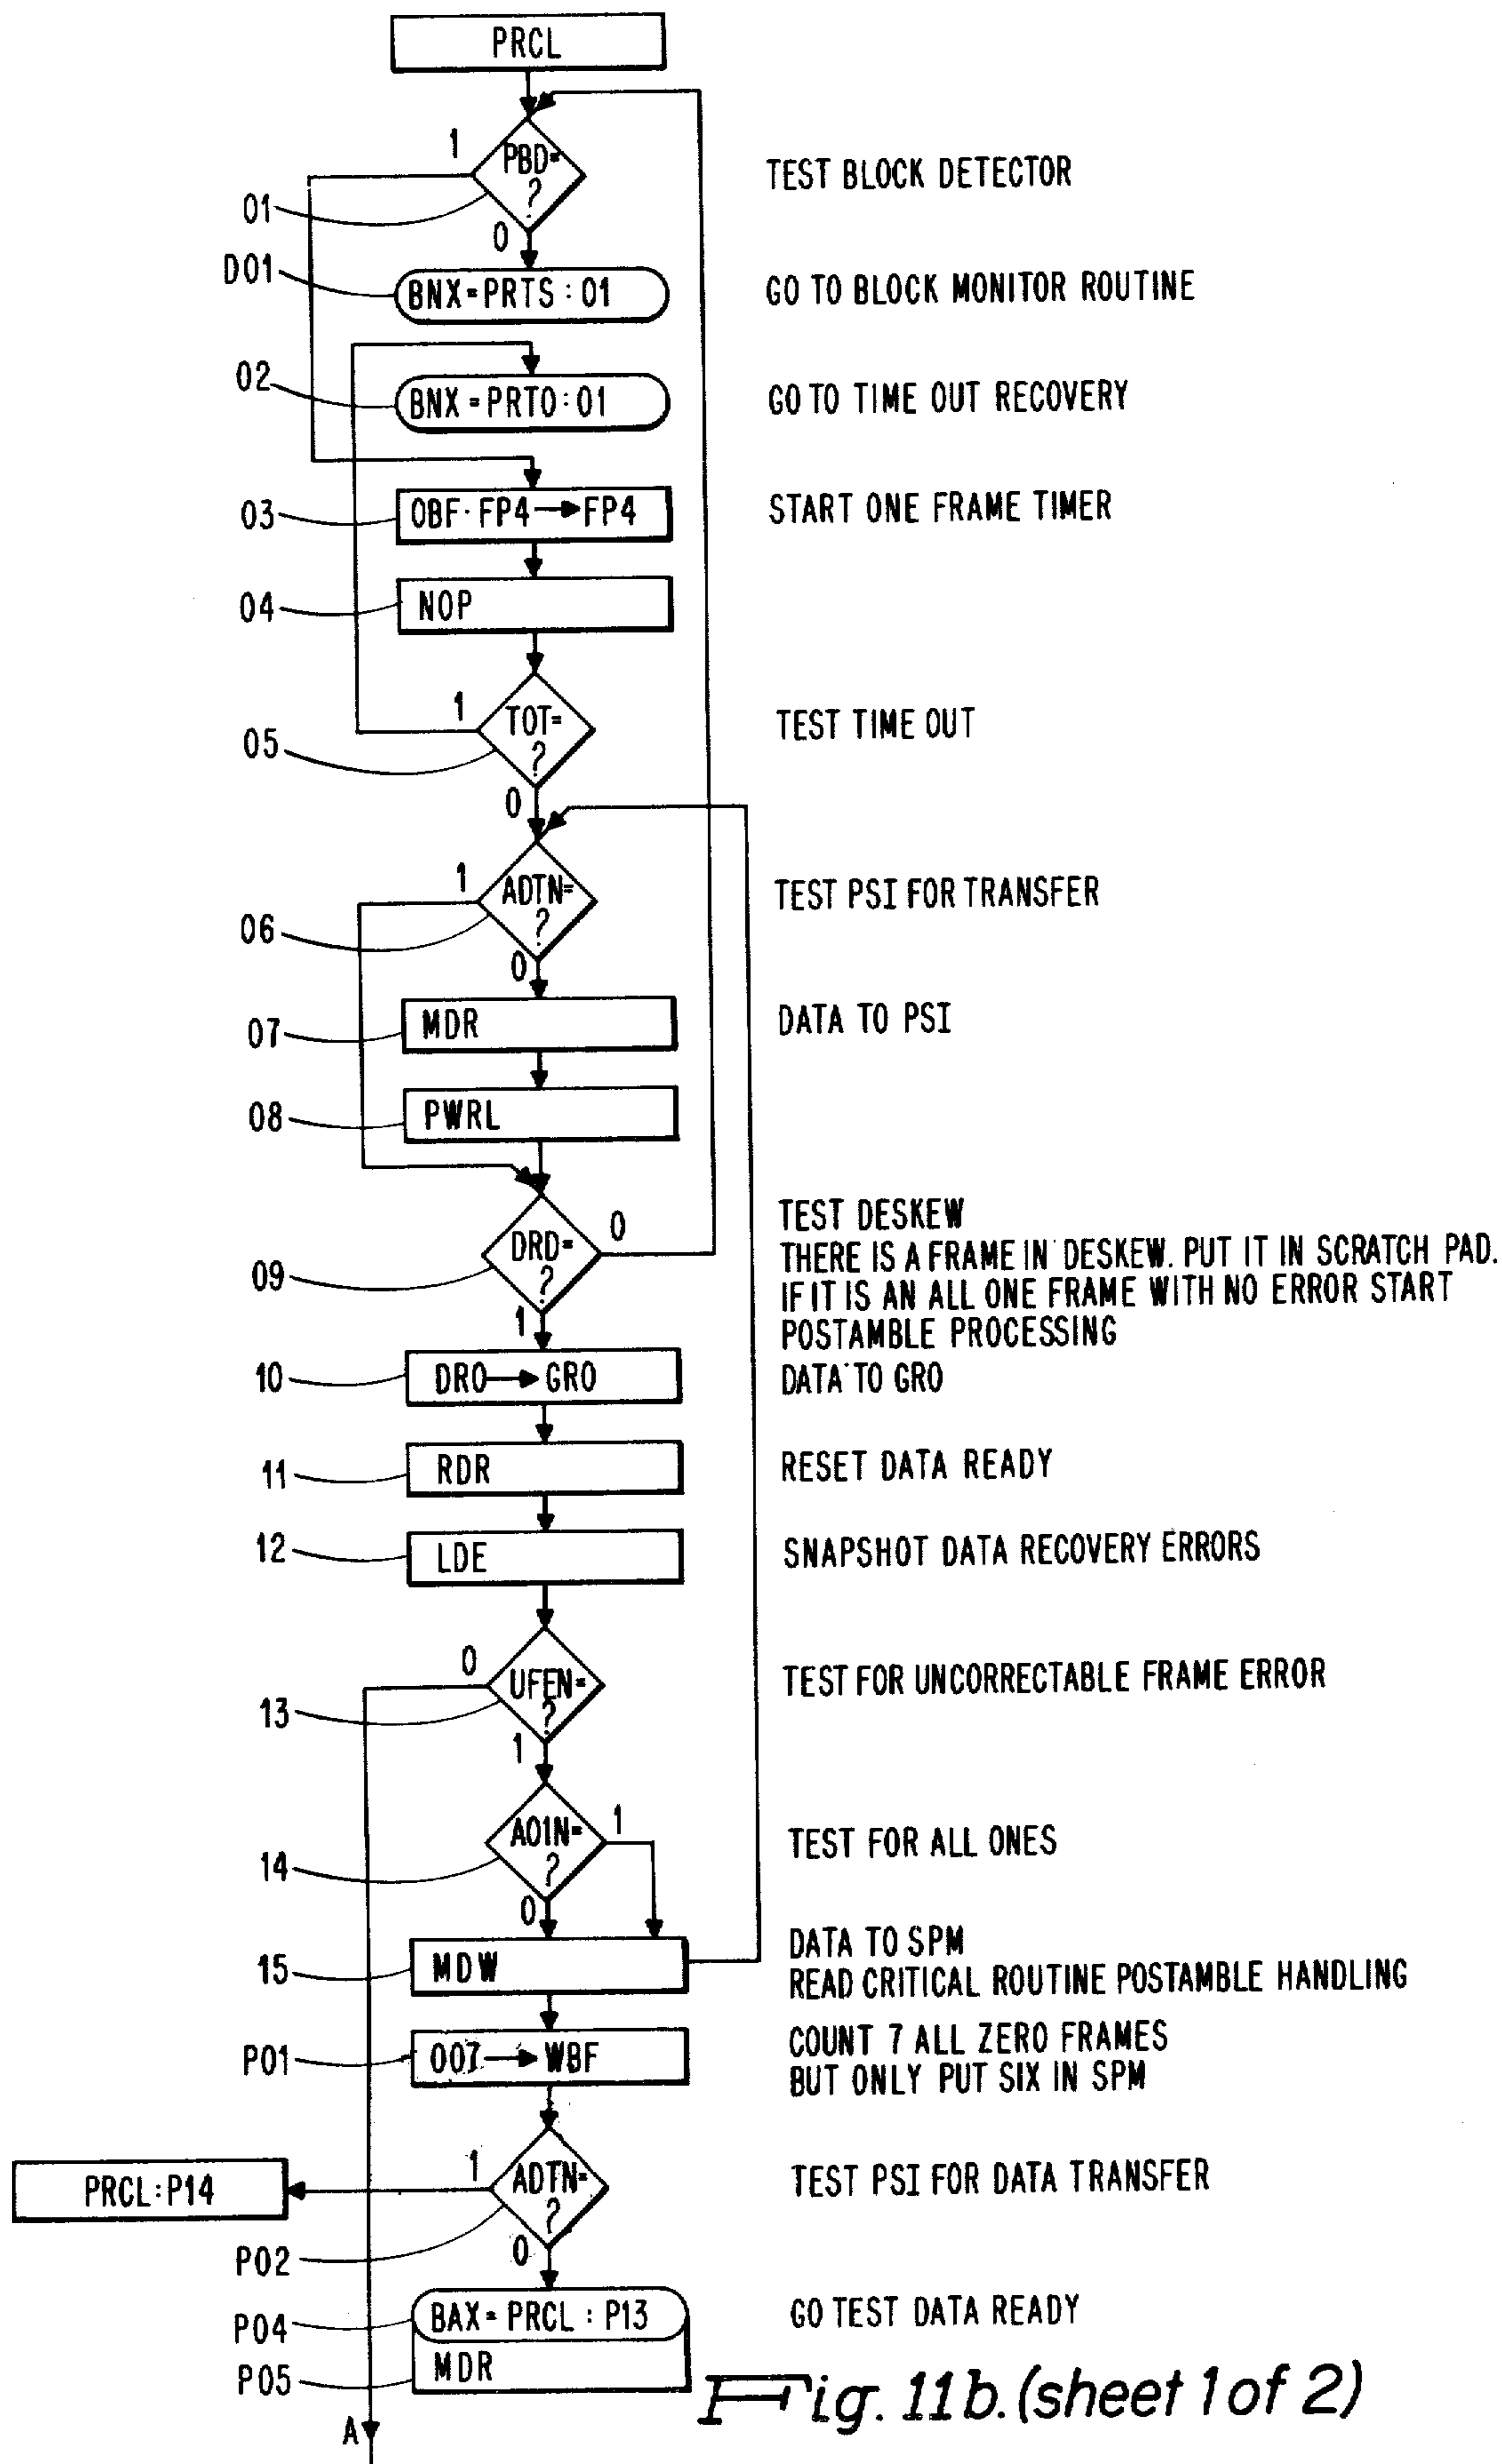 PRCL
1
PBD=
?
TEST BLOCK DETECTOR
01
0
D01
BNX=PRTS:01
GO TO BLOCK MONITOR ROUTINE
02
BNX=PRTO:01
GO TO TIME OUT RECOVERY
03
OBF·FP4→FP4
START ONE FRAME TIMER
04
NOP
1
TOT=
?
TEST TIME OUT
05
0
1
ADTN=
?
TEST PSI FOR TRANSFER
06
0
07
MDR
DATA TO PSI
08
PWRL
TEST DESKEW
DRD=
?
0
THERE IS A FRAME IN DESKEW. PUT IT IN SCRATCH PAD.
09
IF IT IS AN ALL ONE FRAME WITH NO ERROR START
1
POSTAMBLE PROCESSING
10
DRO→GRO
DATA TO GRO
11
RDR
RESET DATA READY
12
LDE
SNAPSHOT DATA RECOVERY ERRORS
0
UFEN=
?
TEST FOR UNCORRECTABLE FRAME ERROR
13
1
AO1N=
?
1
TEST FOR ALL ONES
14
0
DATA TO SPM
15
MDW
READ CRITICAL ROUTINE POSTAMBLE HANDLING
COUNT 7 ALL ZERO FRAMES
P01
007→WBF
BUT ONLY PUT SIX IN SPM
PRCL:P14
1
ADTN=
?
TEST PSI FOR DATA TRANSFER
P02
0
P04
BAX=PRCL:P13
GO TEST DATA READY
P05
MDR
Fig. 11b. (sheet 1 of 2)
A